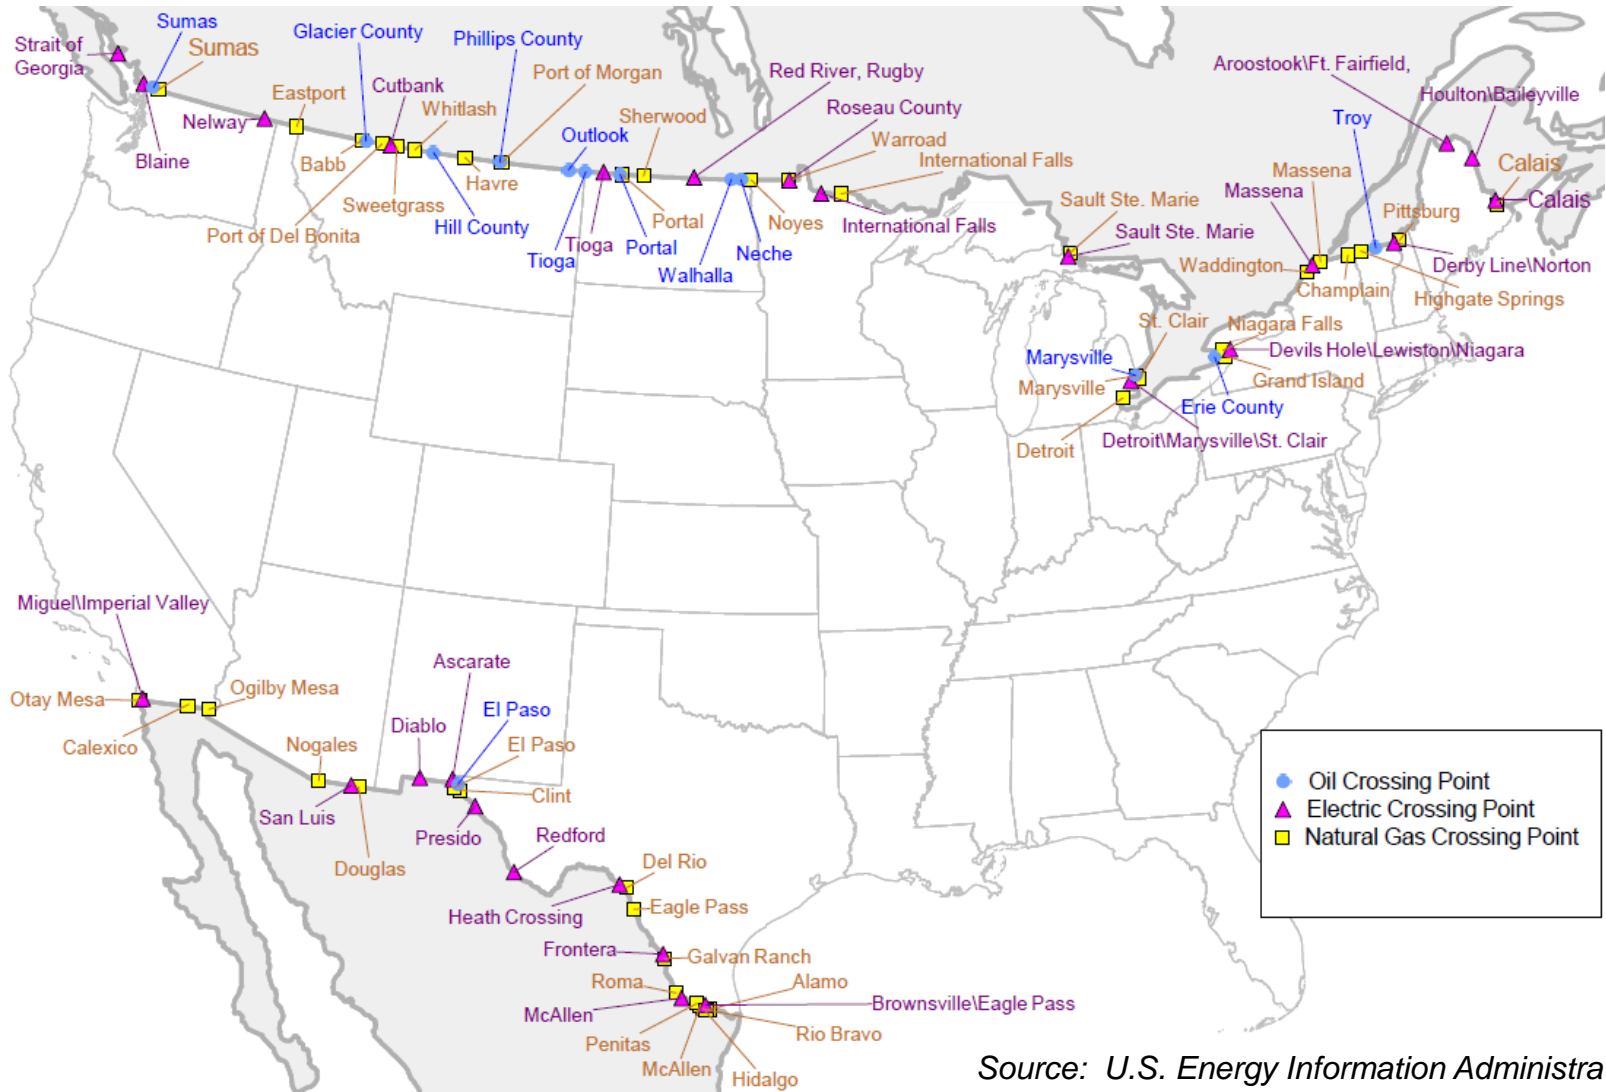 Sumas
Glacier County
Phillips County
Strait of
Georgia
Sumas
Port of Morgan
Red River, Rugby
Aroostook\Ft. Fairfield,
Eastport
Cutbank
Whitlash
Sherwood
Roseau County
Houlton\Baileyville
Nelway
Outlook
Warroad
Troy
Blaine
Babb
Havre
International Falls
Massena
Calais
Sweetgrass
Portal
Noyes
Sault Ste. Marie
Massena
Calais
Port of Del Bonita
Hill County
Tioga
Tioga
Portal
Walhalla
Neche
International Falls
Sault Ste. Marie
Pittsburg
Waddington
Champlain
Derby Line\Norton
Highgate Springs
St. Clair
Niagara Falls
Marysville
Devils Hole\Lewiston\Niagara
Marysville
Grand Island
Erie County
Detroit
Detroit\Marysville\St. Clair
Miguel\Imperial Valley
Otay Mesa
Ogilby Mesa
Calexico
Ascarate
El Paso
Diablo
Nogales
El Paso
Clint
San Luis
Presido
Redford
Douglas
Del Rio
Heath Crossing
Eagle Pass
Frontera
Galvan Ranch
Roma
Alamo
McAllen
Brownsville\Eagle Pass
Penitas
Rio Bravo
McAllen
Hidalgo
Oil Crossing Point
Electric Crossing Point
Natural Gas Crossing Point
Source: U.S. Energy Information Administra